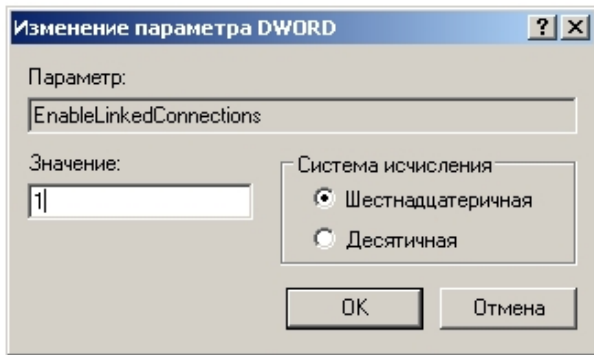 Изменение параметра DWORD
Параметр:
EnableLinkedConnections
Значение:
1
Система исчисления
Шестнадцатеричная
Десятичная
OK
Отмена